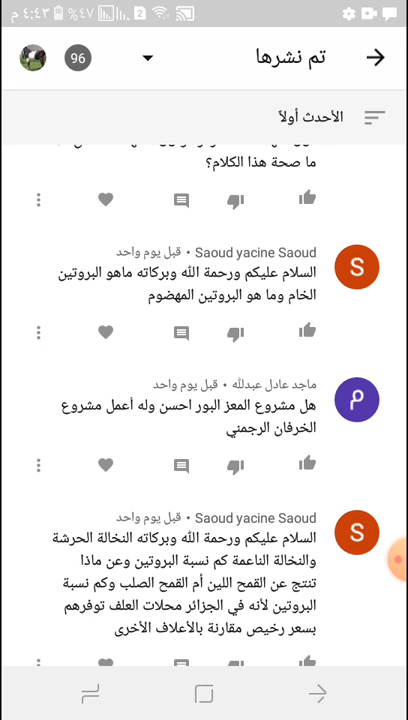 ٤:٤٣ م ٤٧% 2
تم نشرها
96
الأحدث أولاً
ما صحة هذا الكلام؟
Saoud yacine Saoud • قبل يوم واحد
S
السلام عليكم ورحمة الله وبركاته ماهو البروتين
الخام وما هو البروتين المهضوم
ماجد عادل عبدلله • قبل يوم واحد
م
هل مشروع المعز البور احسن وله أعمل مشروع
الخرفان الرجمني
Saoud yacine Saoud • قبل يوم واحد
S
السلام عليكم ورحمة الله وبركاته النخالة الحرشة
والنخالة الناعمة كم نسبة البروتين وعن ماذا
تنتج عن القمح اللين أم القمح الصلب وكم نسبة
البروتين لأنه في الجزائر محلات العلف توفرهم
بسعر رخيص مقارنة بالأعلاف الأخرى